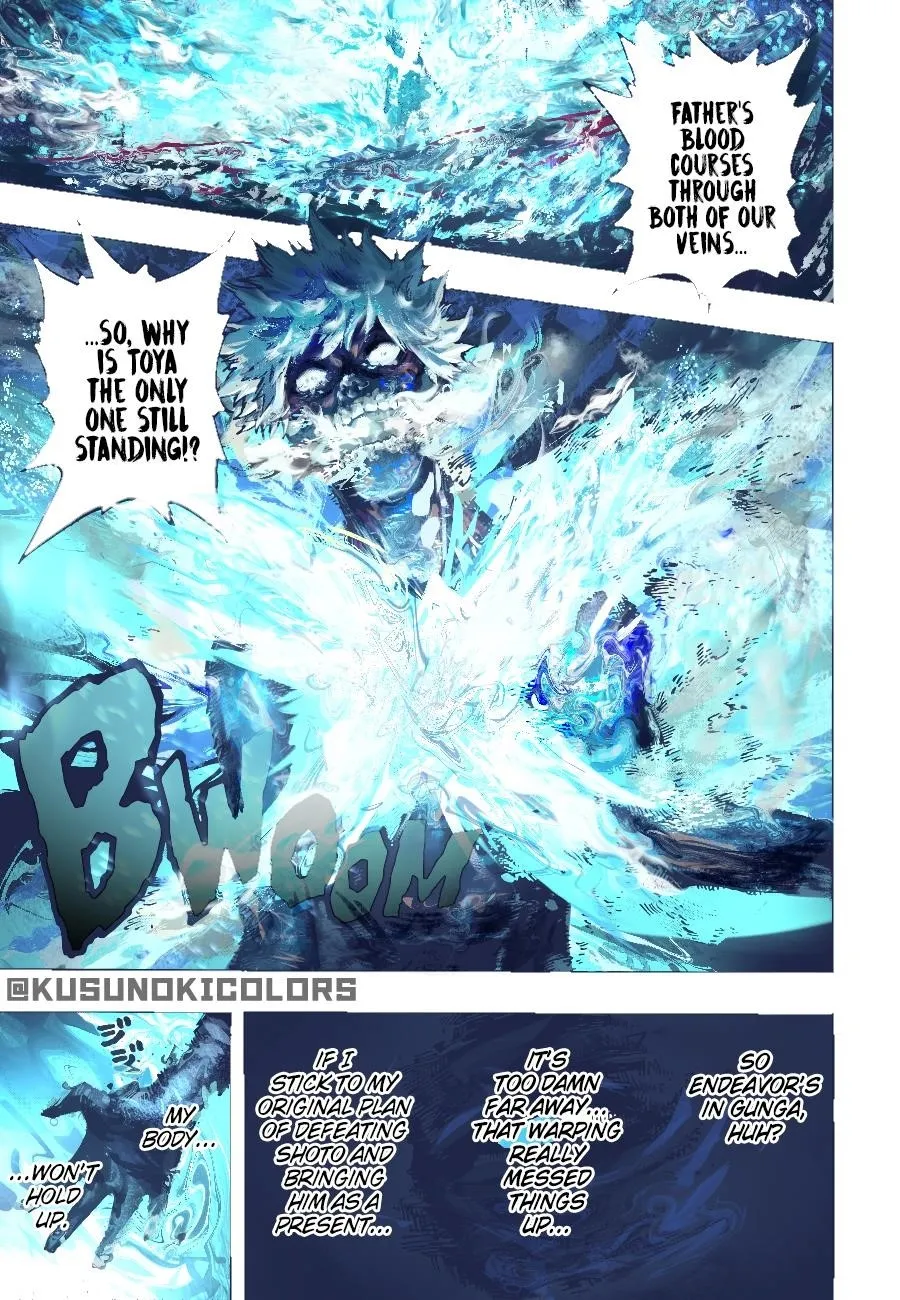 FATHER'S
BLOOD
COURSES
THROUGH
BOTH OF OUR
VEINS...
...SO, WHY
IS TOYA
THE ONLY
ONE STILL
STANDING!?
BWOOM
@KUSUNOKICOLORS
SO
ENDEAVOR'S
IN GUNGA,
HUH?
IT'S
TOO DAMN
FAR AWAY...
THAT WARPING
REALLY
MESSED
THINGS
UP...
IF I
STICK TO MY
ORIGINAL PLAN
OF DEFEATING
SHOTO AND
BRINGING
HIM AS A
PRESENT...
MY
BODY...
...WON'T
HOLD
UP.